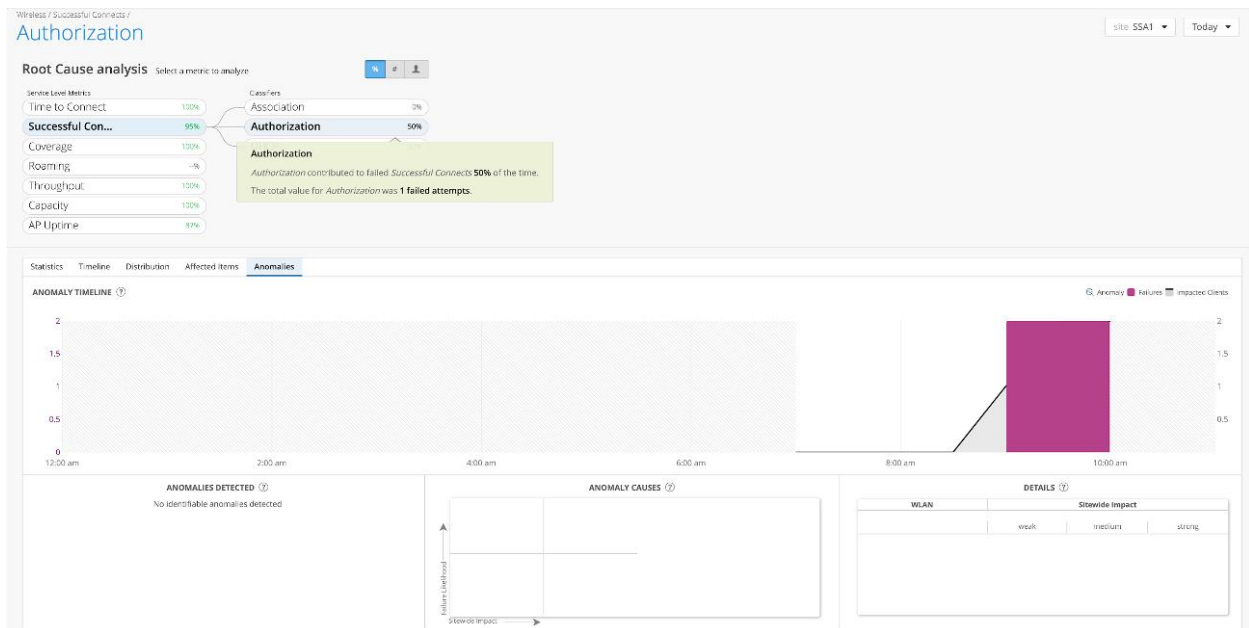 Wireless / Successful Connects /
Authorization
site SSA1
Today
Root Cause analysis Select a metric to analyze
% #
Service Level Metrics
Classifiers
Time to Connect 100%
Association 0%
Successful Con... 95%
Authorization 50%
Coverage 100%
Roaming --%
Throughput 100%
Capacity 100%
AP Uptime 87%
Authorization
Authorization contributed to failed Successful Connects 50% of the time.
The total value for Authorization was 1 failed attempts.
Statistics Timeline Distribution Affected Items Anomalies
ANOMALY TIMELINE ?
Anomaly Failures Impacted Clients
2 2
1.5 1.5
1 1
0.5 0.5
0
12:00 am 2:00 am 4:00 am 6:00 am 8:00 am 10:00 am
ANOMALIES DETECTED ?
No identifiable anomalies detected
ANOMALY CAUSES ?
Failure Likelihood
Sitewide Impact
DETAILS ?
WLAN Sitewide Impact
weak medium strong